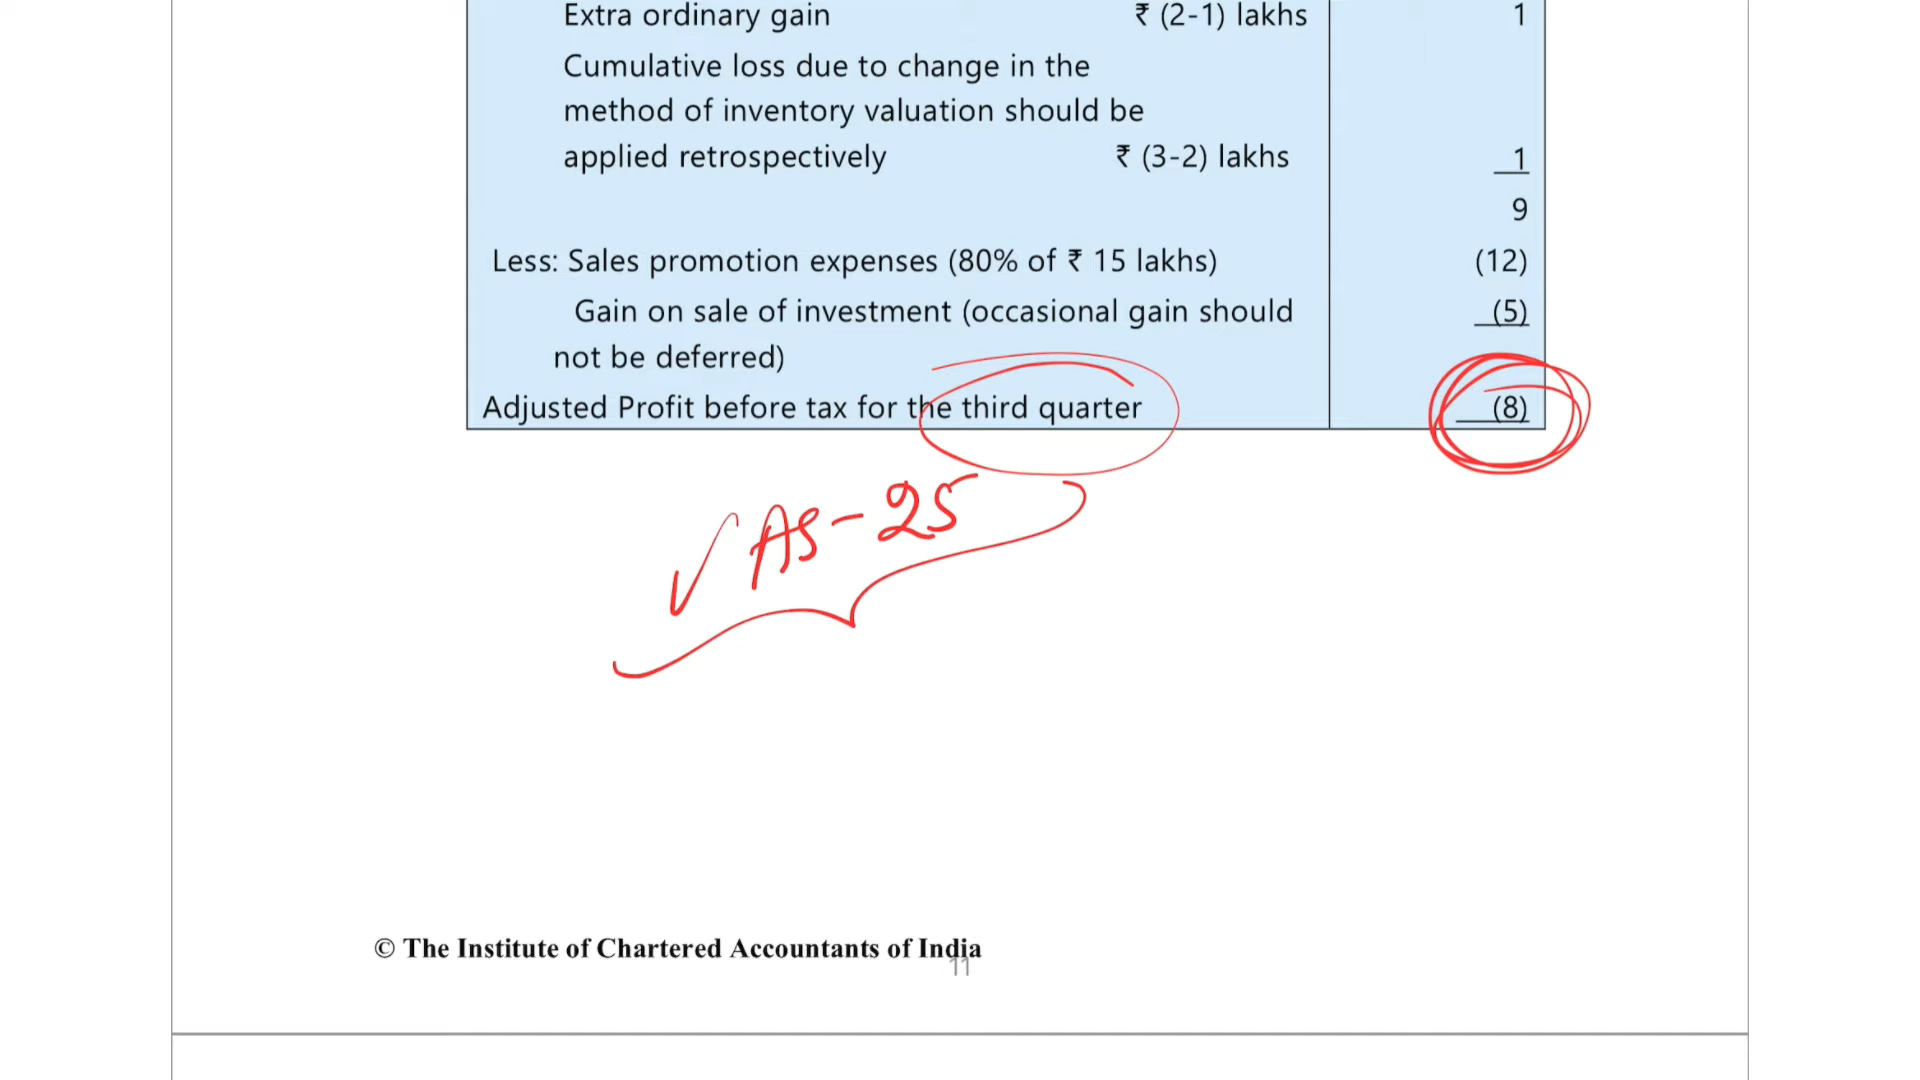 Extra ordinary gain ₹ (2-1) lakhs 1
Cumulative loss due to change in the
method of inventory valuation should be
applied retrospectively ₹ (3-2) lakhs 1
9
Less: Sales promotion expenses (80% of ₹ 15 lakhs) (12)
Gain on sale of investment (occasional gain should (5)
not be deferred)
Adjusted Profit before tax for the third quarter (8)
AS-25
© The Institute of Chartered Accountants of India
11